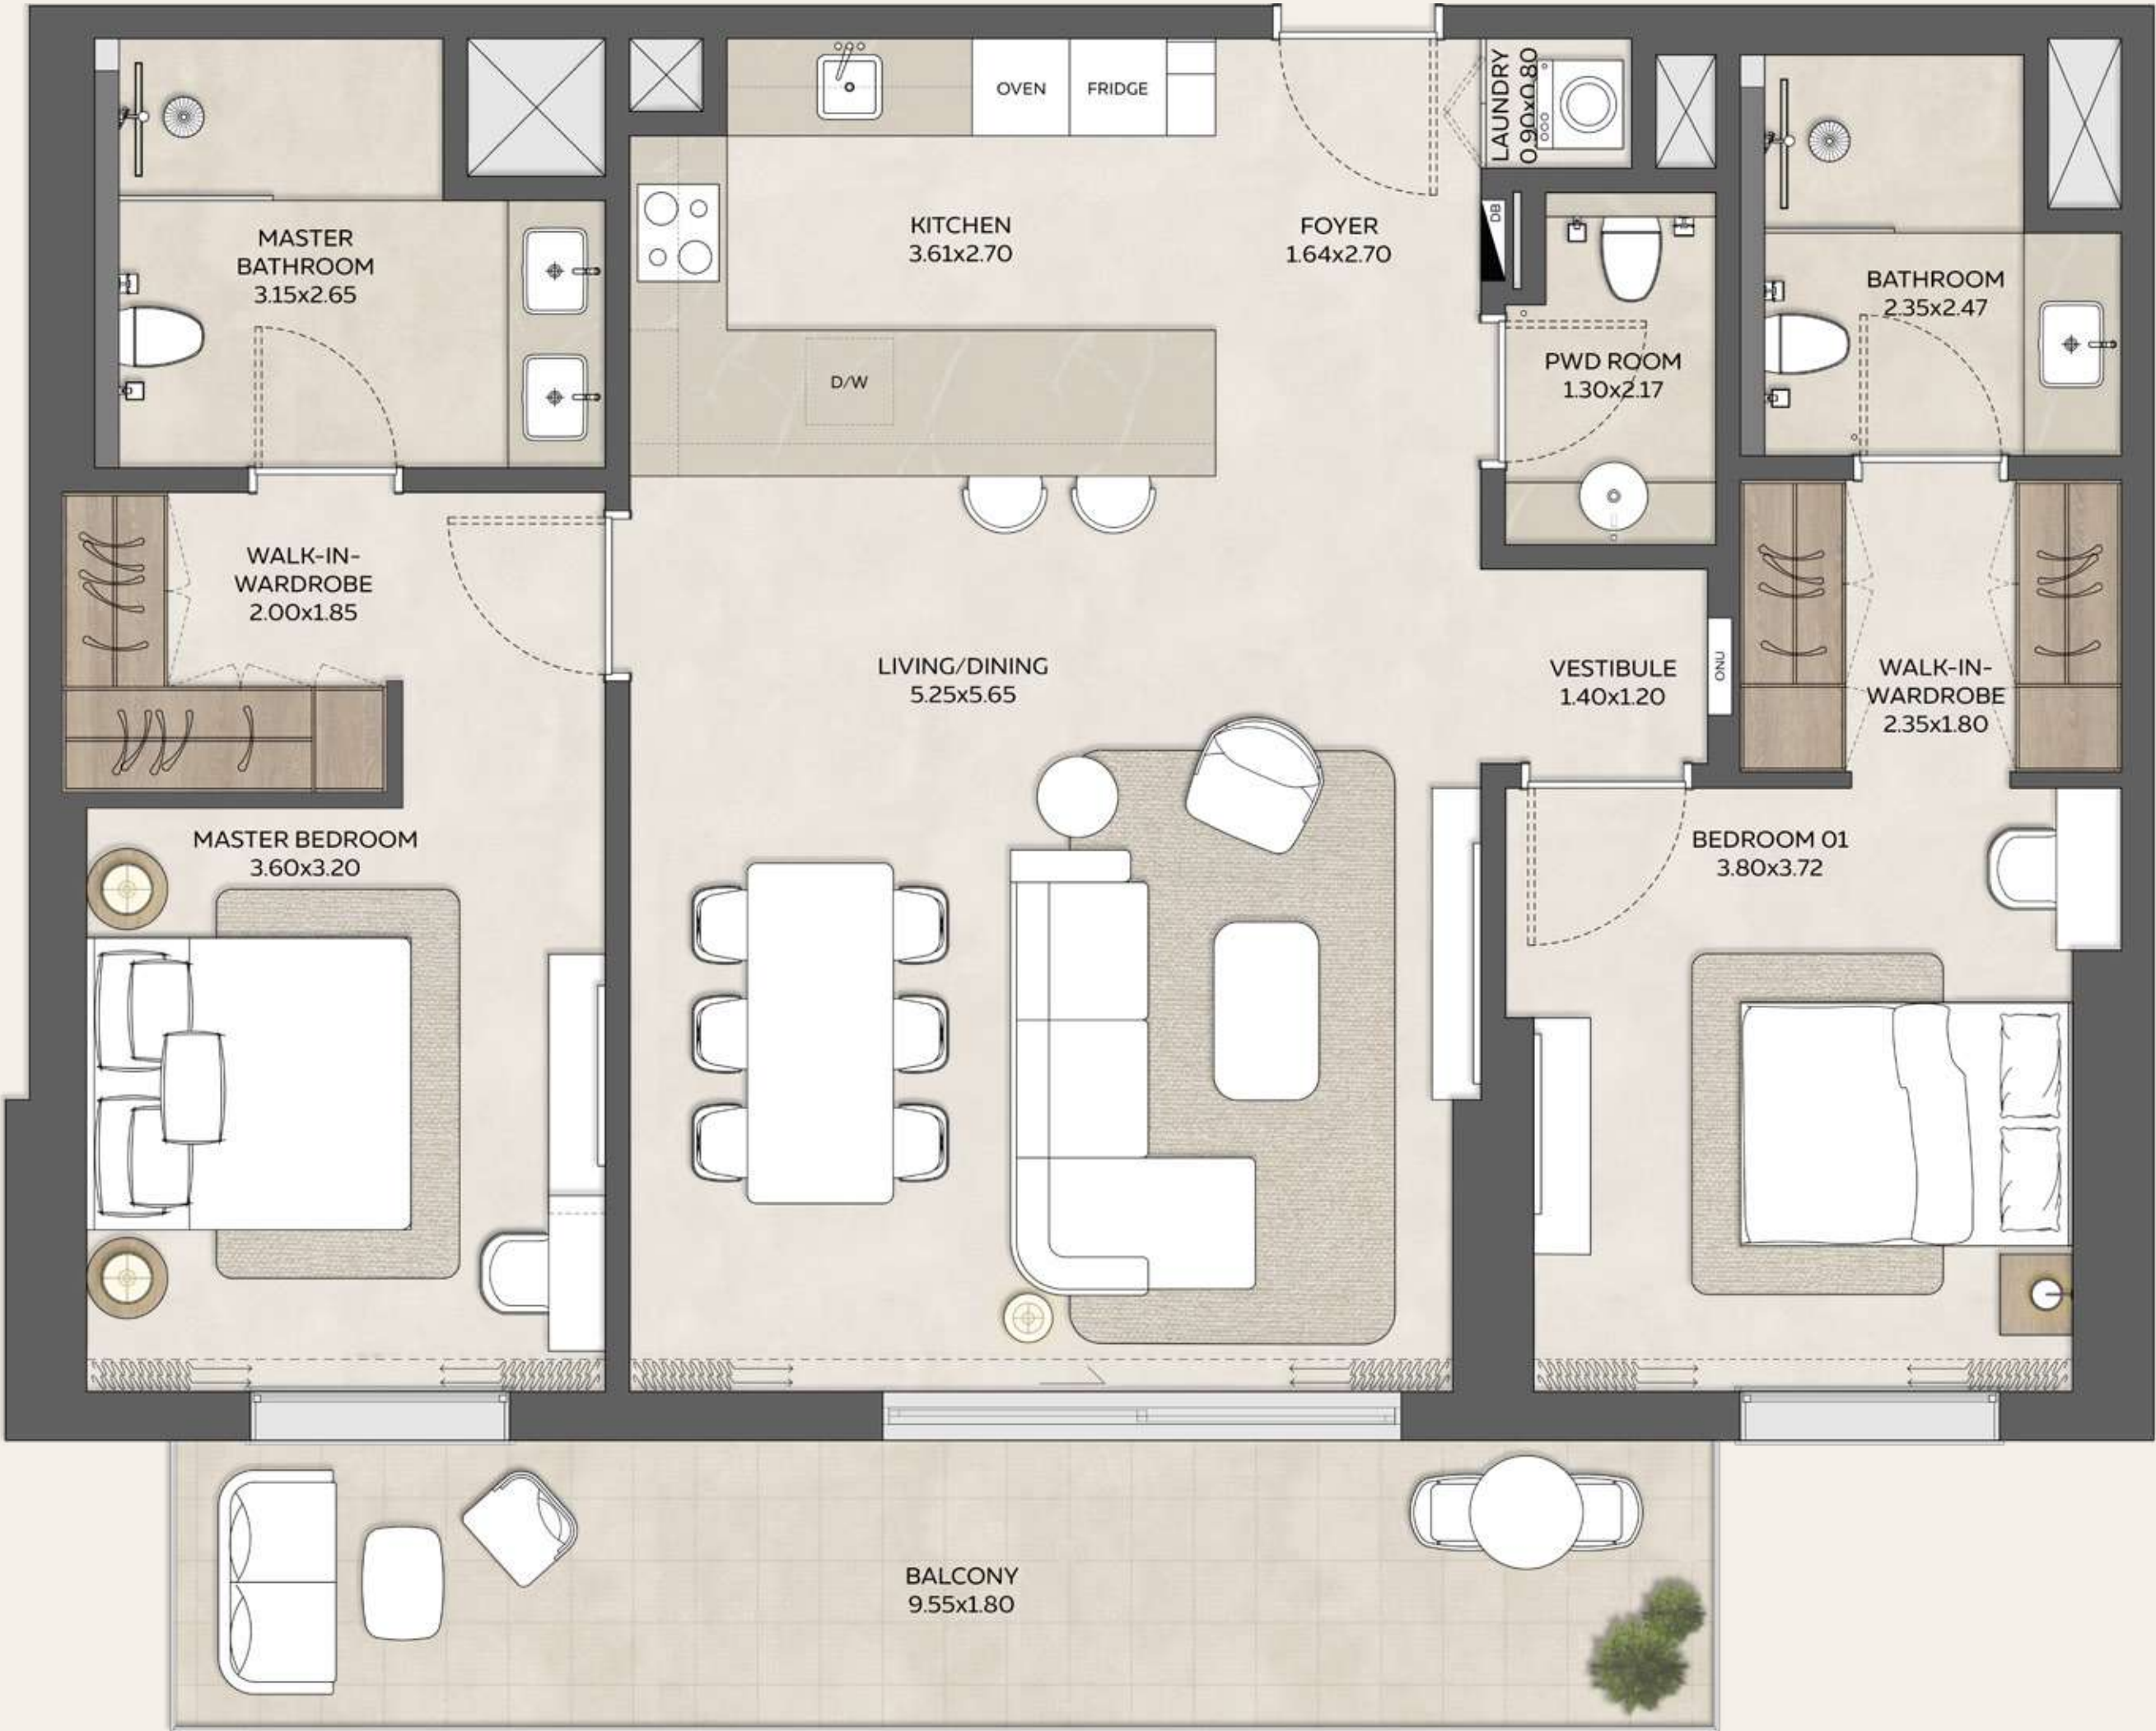 OVEN
FRIDGE
LAUNDRY
0.90x0.80
KITCHEN
3.61x2.70
FOYER
1.64x2.70
DB
MASTER
BATHROOM
3.15x2.65
BATHROOM
2.35x2.47
D/W
PWD ROOM
1.30x2.17
WALK-IN-
WARDROBE
2.00x1.85
LIVING/DINING
5.25x5.65
VESTIBULE
1.40x1.20
ONU
WALK-IN-
WARDROBE
2.35x1.80
MASTER BEDROOM
3.60x3.20
BEDROOM 01
3.80x3.72
BALCONY
9.55x1.80